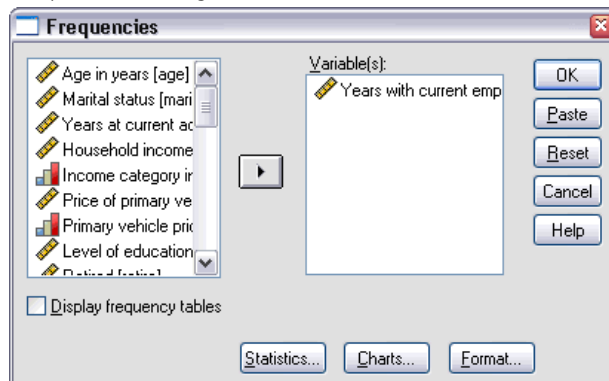 Frequencies
Age in years [age]
Marital status [mari
Years at current ad
Household income
Income category ir
Price of primary ve
Primary vehicle pric
Level of education
Variable(s):
Years with current emp
OK
Paste
Reset
Cancel
Help
Display frequency tables
Statistics...
Charts...
Format...